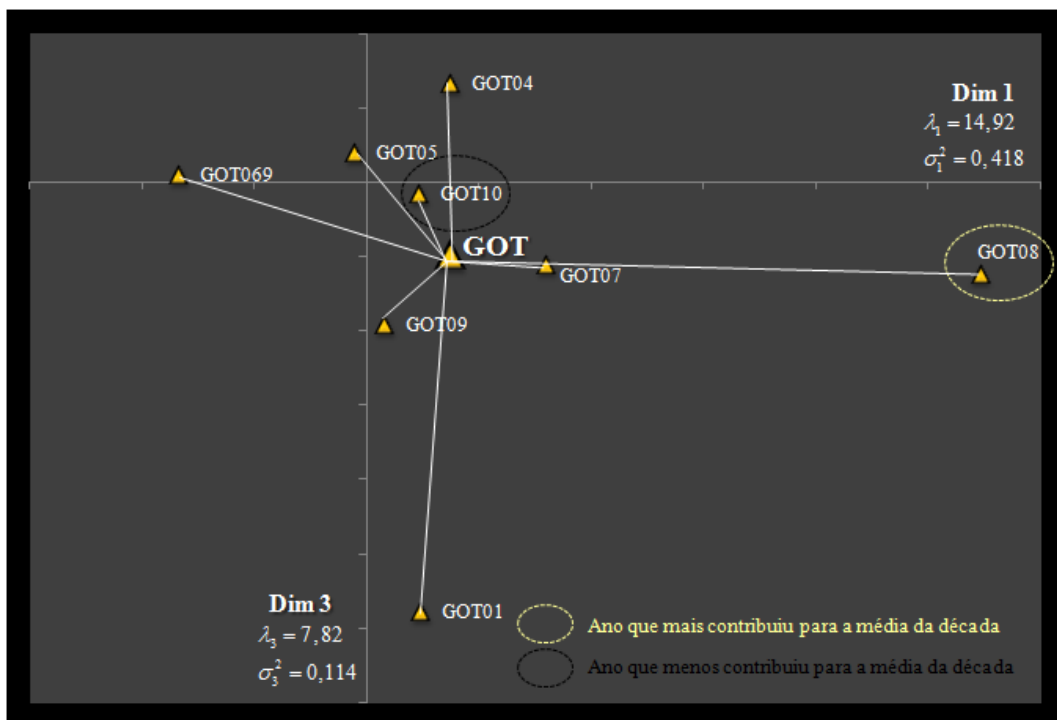 GOT04
Dim 1
λ₁ = 14,92
σ₁² = 0,418
GOT05
GOT069
GOT10
GOT
GOT08
GOT07
GOT09
GOT01
Dim 3
λ₃ = 7,82
σ₃² = 0,114
Ano que mais contribuiu para a média da década
Ano que menos contribuiu para a média da década